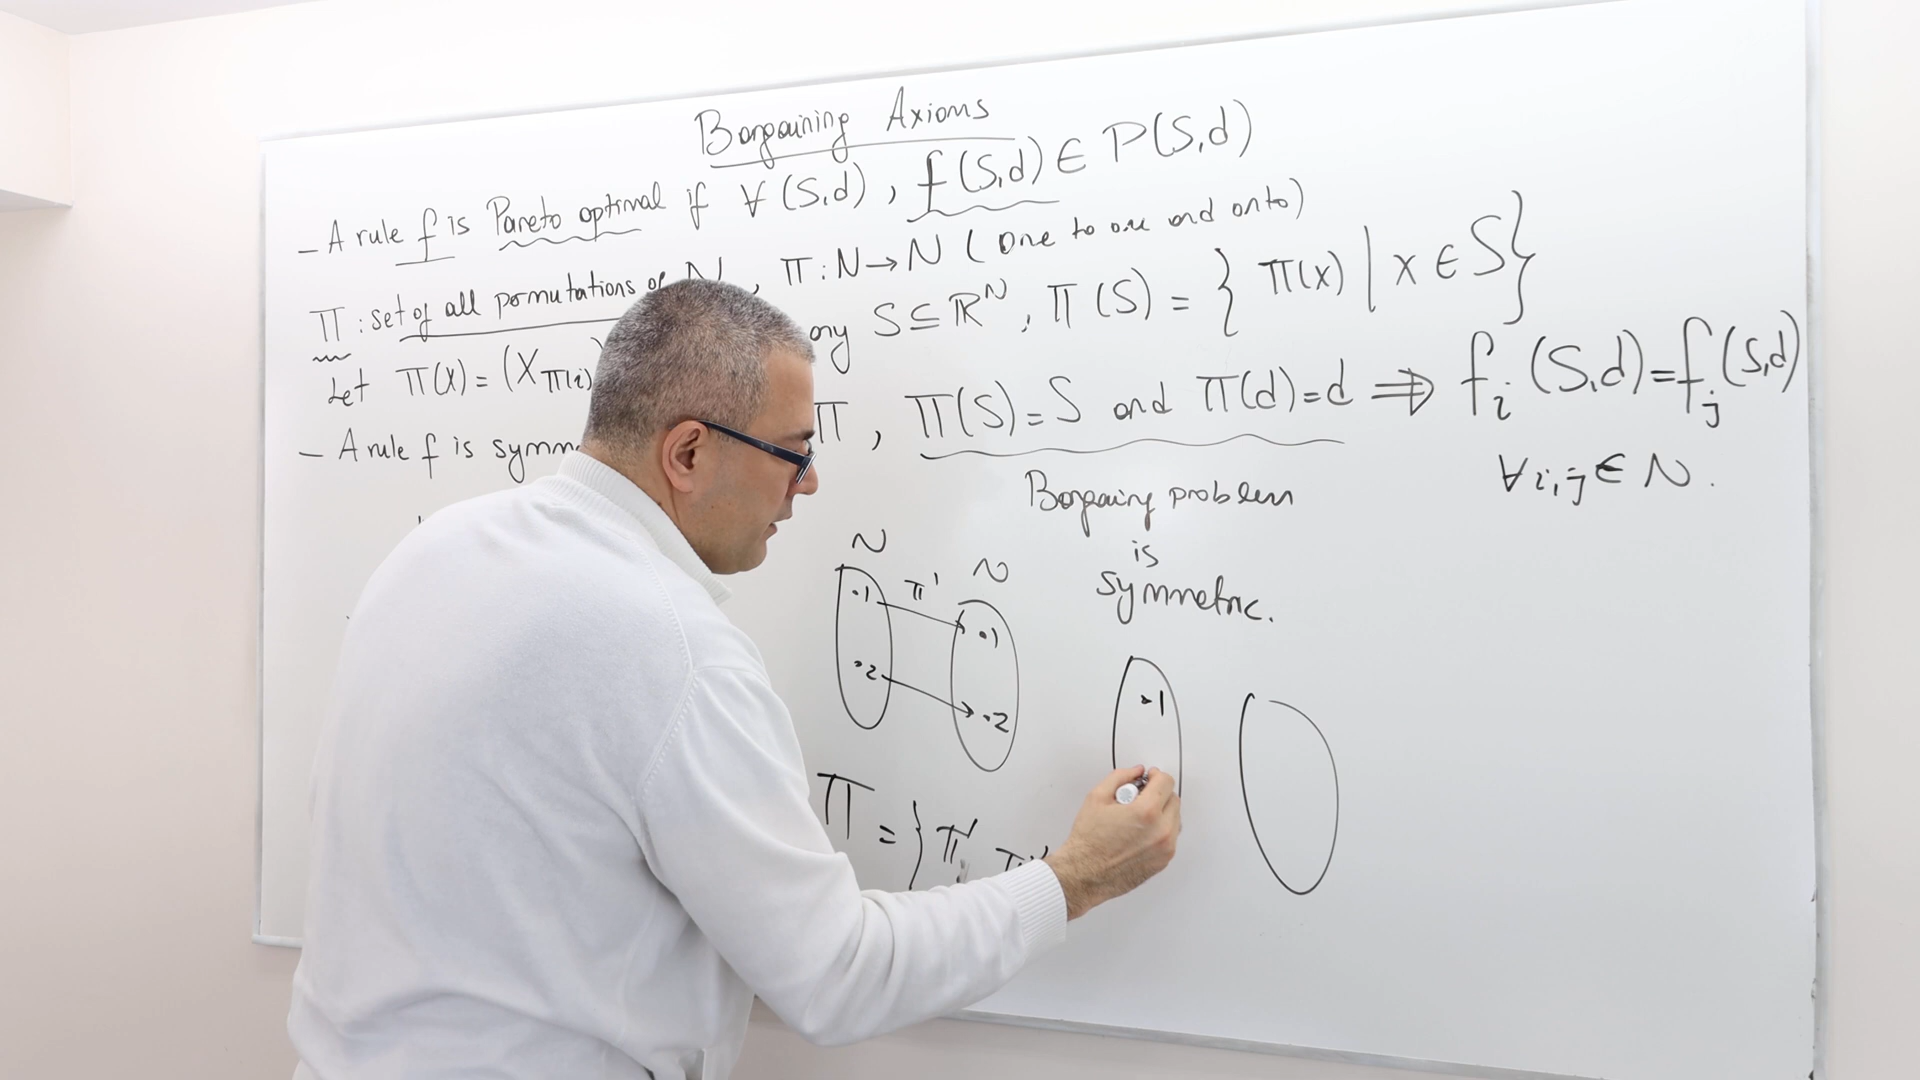 Bargaining Axioms
– A rule f is Pareto optimal if ∀ (S,d) , f(S,d) ∈ P(S,d)
Π : set of all permutations of N , π : N → N (One to one and onto)
Let π(x) = (x_π(i)) any S ⊆ ℝ^N , π(S) = { π(x) | x ∈ S }
– A rule f is symm Π , π(S) = S and π(d) = d ⇒ f_i (S,d) = f_j (S,d)
∀ i,j ∈ N .
Bargaining problem
is
symmetric.
N π' N
.1 .1
.2 .2
.1
Π = { π', π''